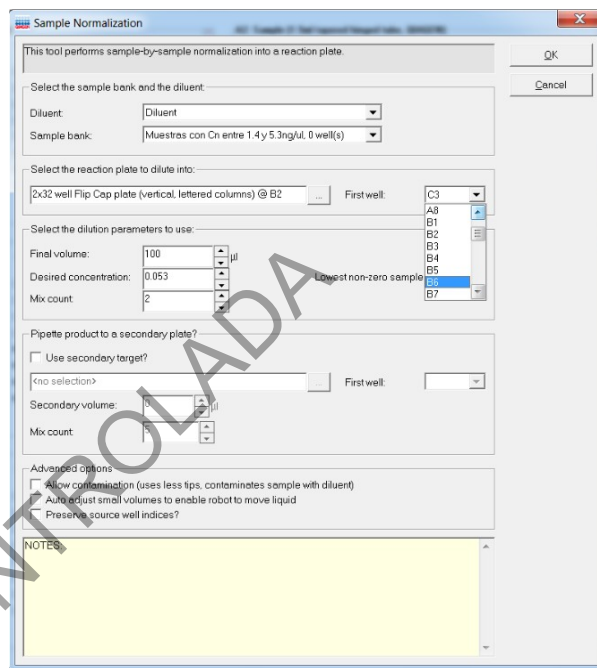 Sample Normalization
This tool performs sample-by-sample normalization into a reaction plate.
OK
Cancel
Select the sample bank and the diluent:
Diluent: Diluent
Sample bank: Muestras con Cn entre 1.4 y 5.3ng/ul, 0 well(s)
Select the reaction plate to dilute into:
2x32 well Flip Cap plate (vertical, lettered columns) @ B2 ... First well: C3
A8
B1
B2
B3
B4
B5
B6
B7
Select the dilution parameters to use:
Final volume: 100 µl
Desired concentration: 0.053 Lowest non-zero sample
Mix count: 2
Pipette product to a secondary plate?
Use secondary target?
<no selection> ... First well:
Secondary volume: 0 µl
Mix count: 5
Advanced options
Allow contamination (uses less tips, contaminates sample with diluent)
Auto adjust small volumes to enable robot to move liquid
Preserve source well indices?
NOTES:
NTROLADA